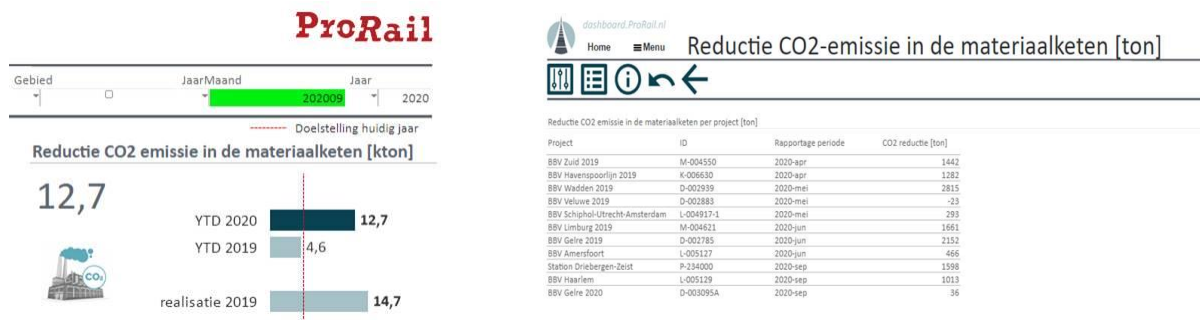 ProRail
Gebied JaarMaand Jaar
202009 2020
Doelstelling huidig jaar
Reductie CO2 emissie in de materiaalketen [kton]
12,7
YTD 2020 12,7
YTD 2019 4,6
CO₂
realisatie 2019 14,7
dashboard.ProRail.nl
Home Menu Reductie CO2-emissie in de materiaalketen [ton]
Reductie CO2 emissie in de materiaalketen per project [ton]
Project ID Rapportage periode CO2 reductie [ton]
BBV Zuid 2019 M-004550 2020-apr 1442
BBV Havenspoorlijn 2019 K-006630 2020-apr 1282
BBV Wadden 2019 D-002939 2020-mei 2815
BBV Veluwe 2019 D-002883 2020-mei -23
BBV Schiphol-Utrecht-Amsterdam L-004917-1 2020-mei 293
BBV Limburg 2019 M-004621 2020-jun 1661
BBV Gelre 2019 D-002785 2020-jun 2152
BBV Amersfoort L-005127 2020-jun 466
Station Driebergen-Zeist P-234000 2020-sep 1598
BBV Haarlem L-005129 2020-sep 1013
BBV Gelre 2020 D-003095A 2020-sep 36